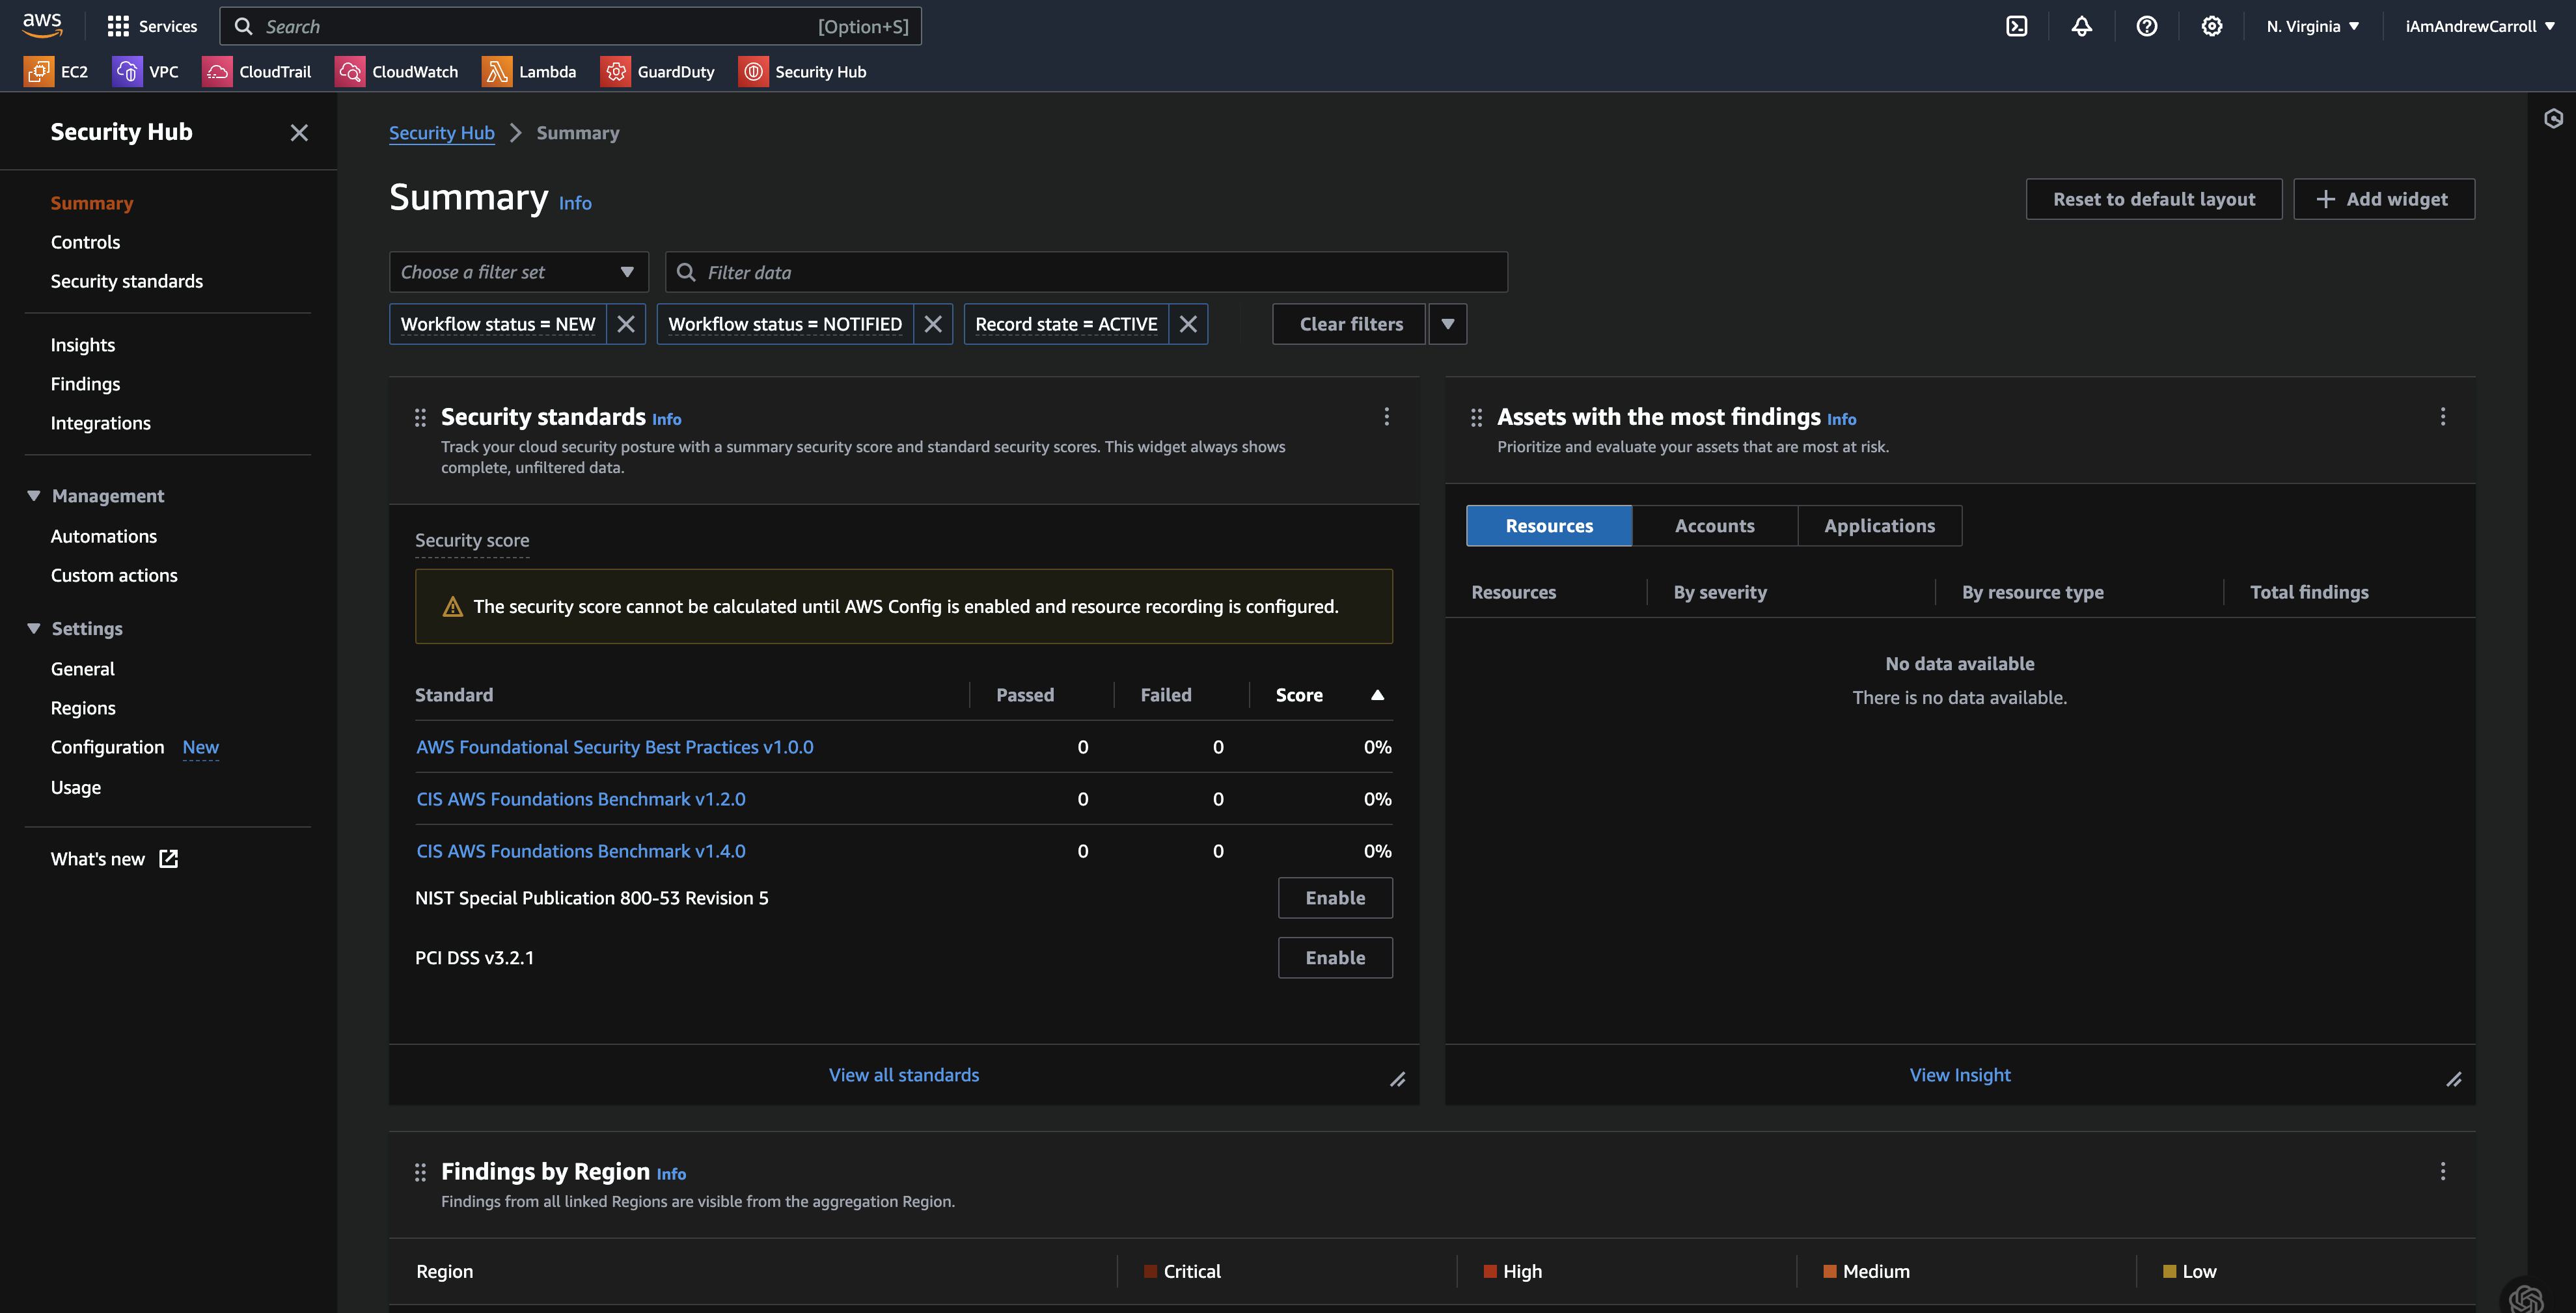 aws
Services
Search
[Option+S]
N. Virginia
iAmAndrewCarroll
EC2
VPC
CloudTrail
CloudWatch
Lambda
GuardDuty
Security Hub
Security Hub
Summary
Controls
Security standards
Insights
Findings
Integrations
Management
Automations
Custom actions
Settings
General
Regions
Configuration New
Usage
What's new
Security Hub > Summary
Summary Info
Reset to default layout
Add widget
Choose a filter set
Filter data
Workflow status = NEW
Workflow status = NOTIFIED
Record state = ACTIVE
Clear filters
Security standards Info
Track your cloud security posture with a summary security score and standard security scores. This widget always shows
complete, unfiltered data.
Security score
The security score cannot be calculated until AWS Config is enabled and resource recording is configured.
Standard Passed Failed Score
AWS Foundational Security Best Practices v1.0.0 0 0 0%
CIS AWS Foundations Benchmark v1.2.0 0 0 0%
CIS AWS Foundations Benchmark v1.4.0 0 0 0%
NIST Special Publication 800-53 Revision 5 Enable
PCI DSS v3.2.1 Enable
View all standards
Assets with the most findings Info
Prioritize and evaluate your assets that are most at risk.
Resources Accounts Applications
Resources By severity By resource type Total findings
No data available
There is no data available.
View Insight
Findings by Region Info
Findings from all linked Regions are visible from the aggregation Region.
Region Critical High Medium Low